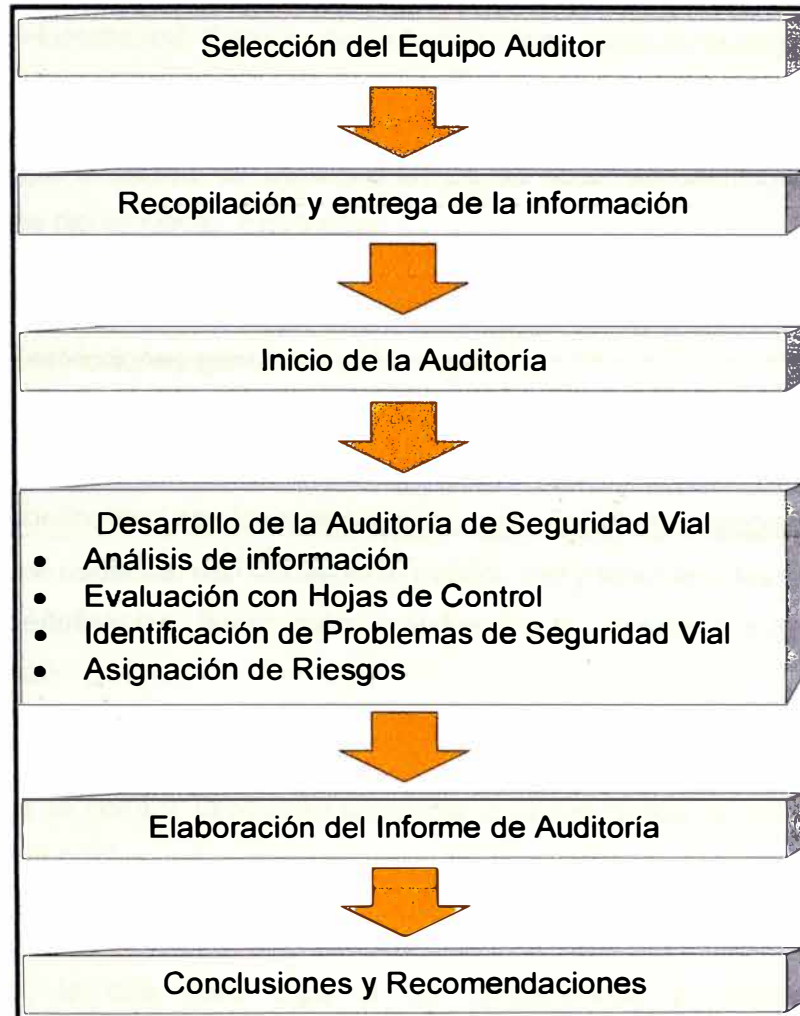 Selección del Equipo Auditor
Recopilación y entrega de la información
Inicio de la Auditoría
Desarrollo de la Auditoría de Seguridad Vial
• Análisis de información
• Evaluación con Hojas de Control
• Identificación de Problemas de Seguridad Vial
• Asignación de Riesgos
Elaboración del Informe de Auditoría
Conclusiones y Recomendaciones